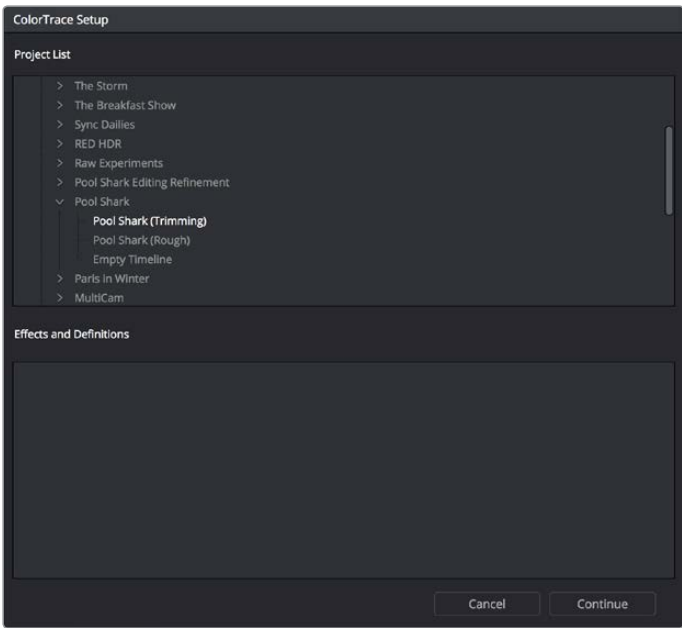 ColorTrace Setup
Project List
The Storm
The Breakfast Show
Sync Dailies
RED HDR
Raw Experiments
Pool Shark Editing Refinement
Pool Shark
Pool Shark (Trimming)
Pool Shark (Rough)
Empty Timeline
Paris in Winter
MultiCam
Effects and Definitions
Cancel Continue